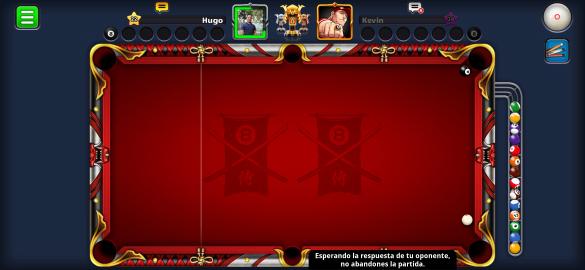 Hugo
Kevin
Esperando la respuesta de tu oponente,
no abandones la partida.